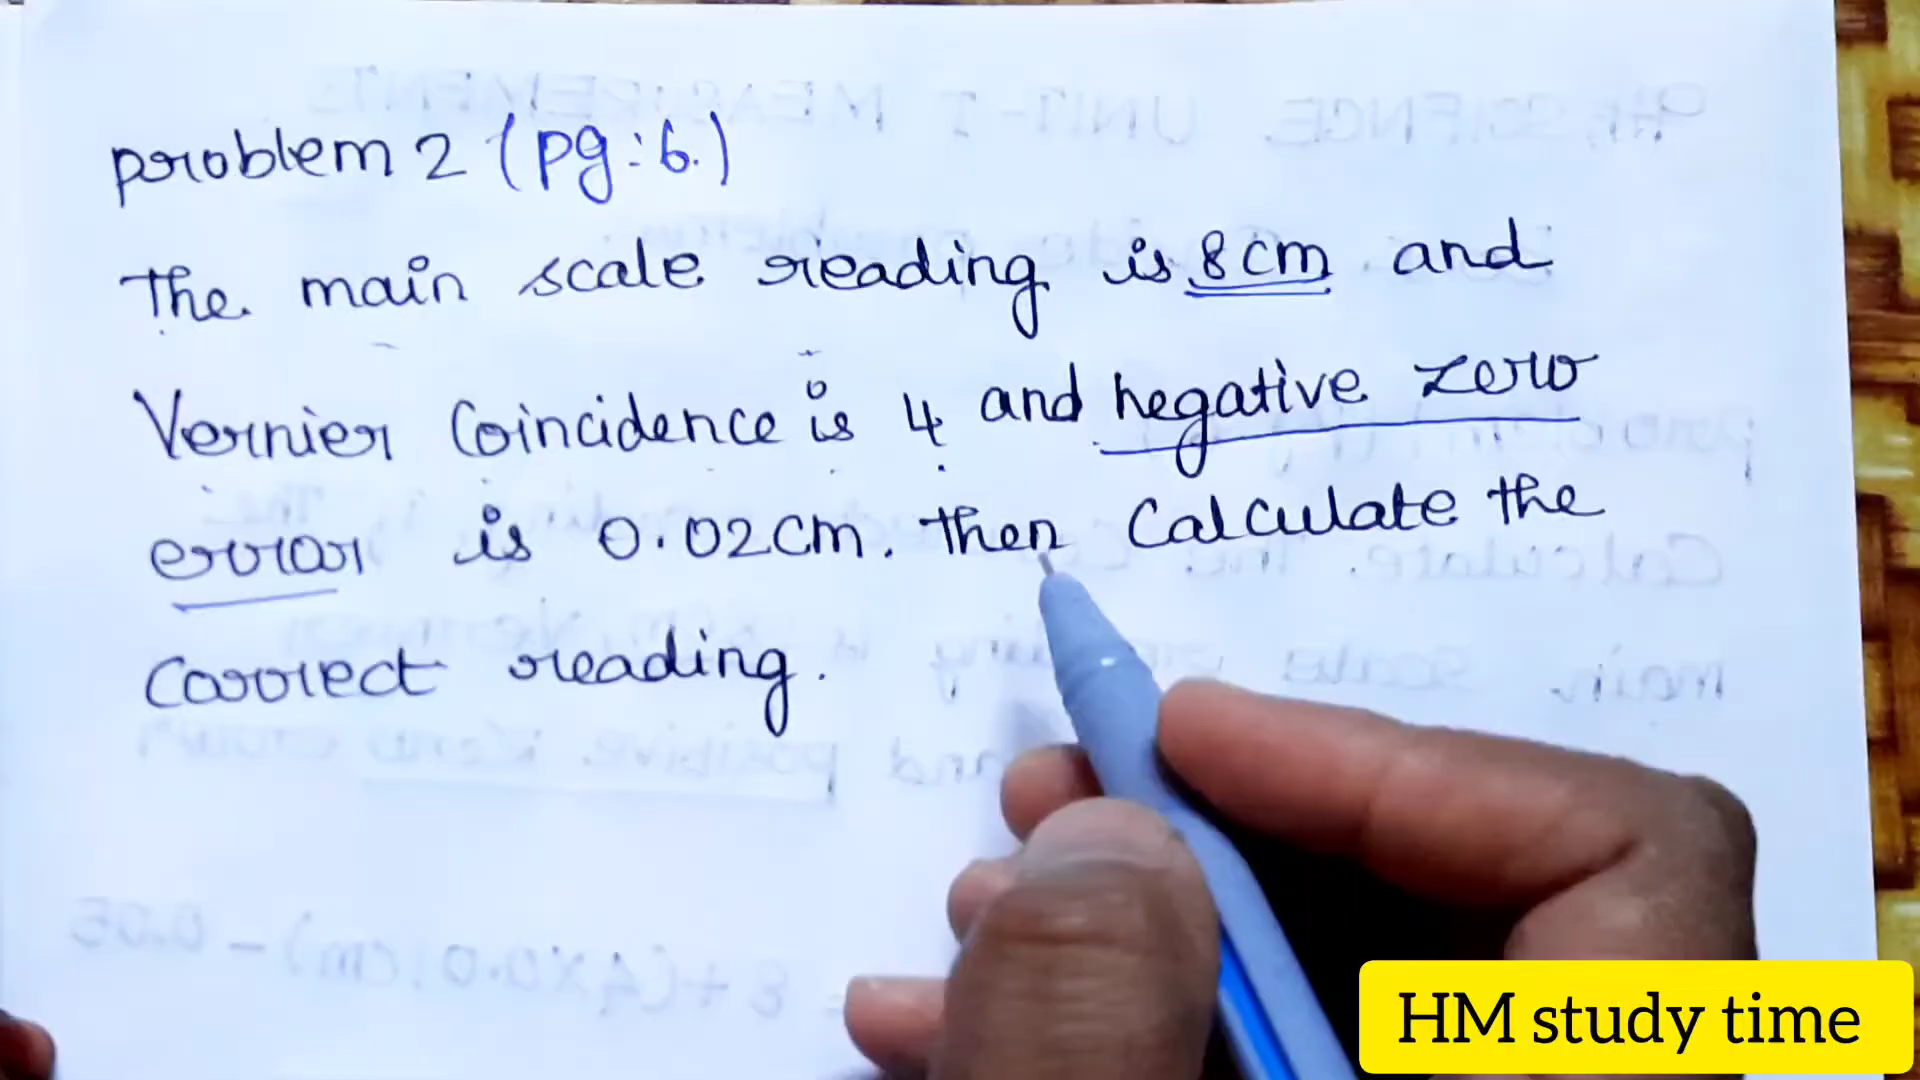 problem 2 (pg:6.)
The main scale reading is 8cm and
Vernier Coincidence is 4 and negative zero
error is 0.02cm. Then Calculate the
Correct reading.
HM study time